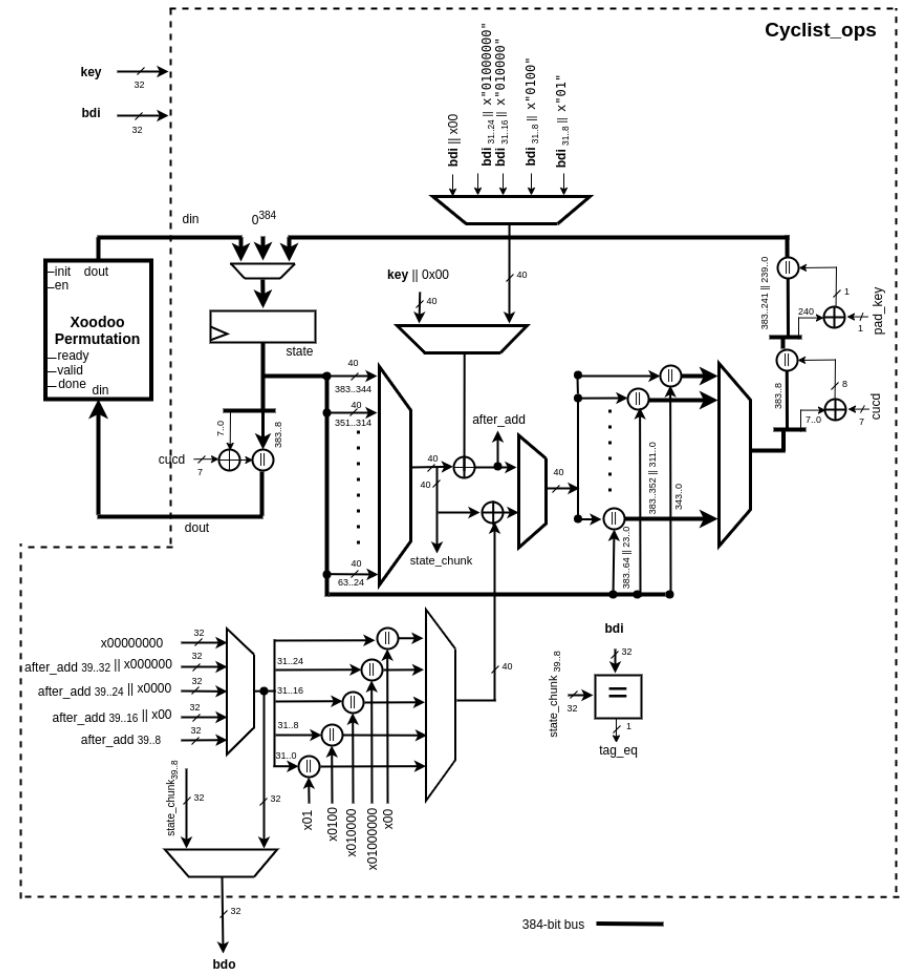 Cyclist_ops
key
32
bdi
32
bdi || x00
bdi 31..24 || x"01000000"
bdi 31..16 || x"010000"
bdi 31..8 || x"0100"
bdi 31..8 || x"01"
din
0^384
40
key || 0x00
40
init dout
en
Xoodoo
Permutation
ready
valid
done
din
state
7..0
383..8
cucd
7
dout
40
383..344
40
351..314
40
63..24
40
40
state_chunk
after_add
40
383..64 || 23..0
383..352 || 311..0
343..0
383..241 || 239..0
240
1
1
pad_key
383..8
7..0
8
7
cucd
x00000000
32
after_add 39..32 || x000000
32
after_add 39..24 || x0000
32
after_add 39..16 || x00
32
after_add 39..8
32
31..24
31..16
31..8
31..0
x01
x0100
x010000
x01000000
x00
40
state_chunk 39..8
32
32
32
bdo
bdi
32
state_chunk 39..8
32
=
1
tag_eq
384-bit bus